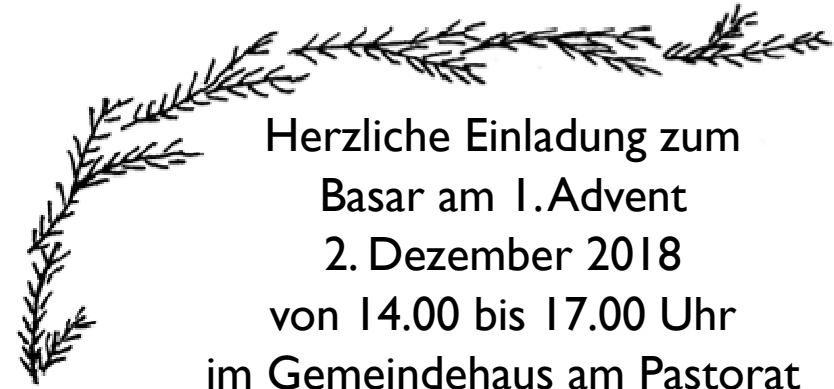 Herzliche Einladung zum
Basar am 1. Advent
2. Dezember 2018
von 14.00 bis 17.00 Uhr
im Gemeindehaus am Pastorat